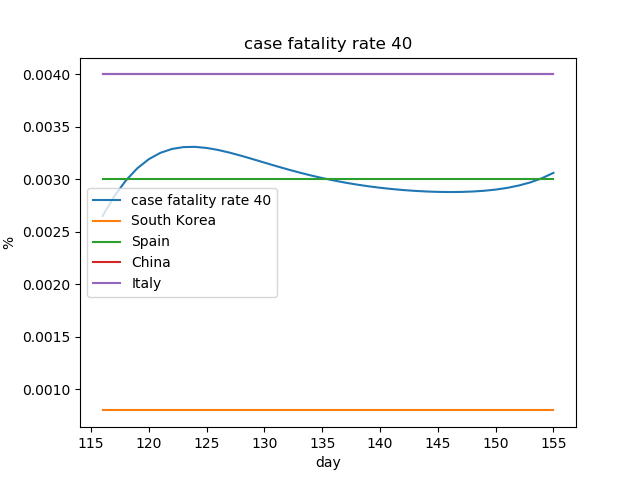 case fatality rate 40
0.0040
0.0035
0.0030
0.0025
0.0020
0.0015
0.0010
%
case fatality rate 40
South Korea
Spain
China
Italy
115 120 125 130 135 140 145 150 155
day